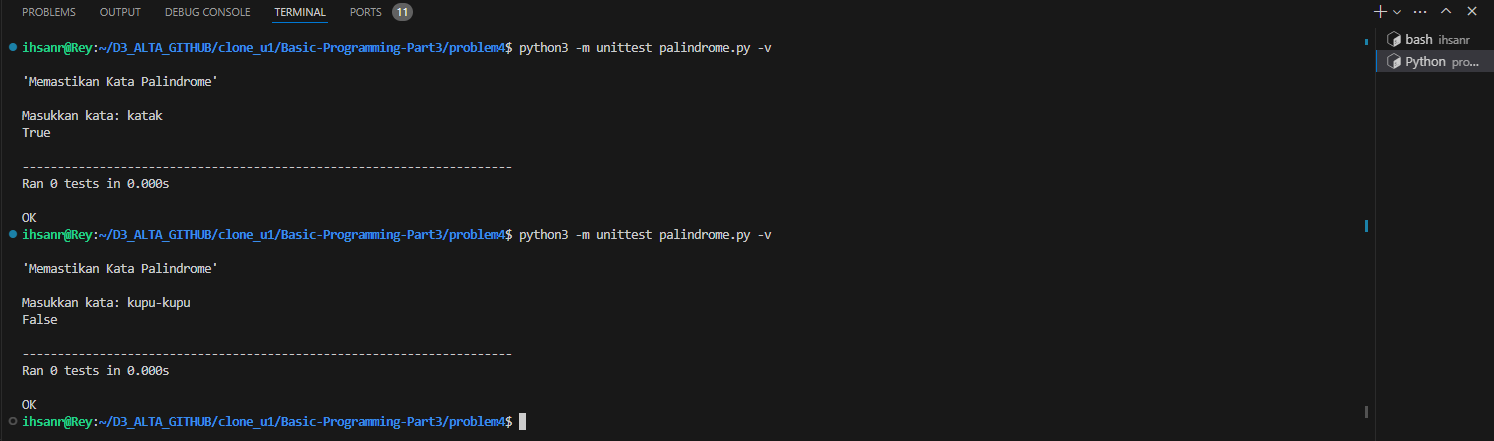 PROBLEMS OUTPUT DEBUG CONSOLE TERMINAL PORTS 11
bash ihsanr
Python pro...
ihsanr@Rey:~/D3_ALTA_GITHUB/clone_u1/Basic-Programming-Part3/problem4$ python3 -m unittest palindrome.py -v
'Memastikan Kata Palindrome'
Masukkan kata: katak
True
----------------------------------------------------------------------
Ran 0 tests in 0.000s
OK
ihsanr@Rey:~/D3_ALTA_GITHUB/clone_u1/Basic-Programming-Part3/problem4$ python3 -m unittest palindrome.py -v
'Memastikan Kata Palindrome'
Masukkan kata: kupu-kupu
False
----------------------------------------------------------------------
Ran 0 tests in 0.000s
OK
ihsanr@Rey:~/D3_ALTA_GITHUB/clone_u1/Basic-Programming-Part3/problem4$